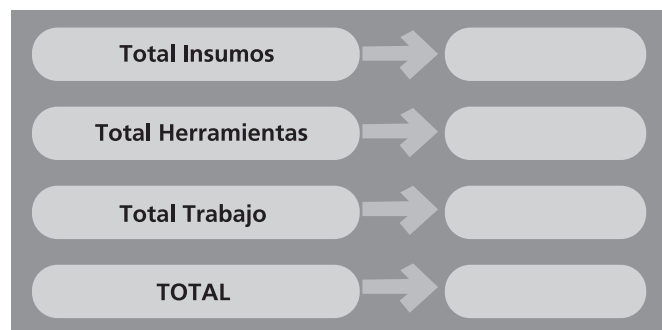 Total Insumos
Total Herramientas
Total Trabajo
TOTAL